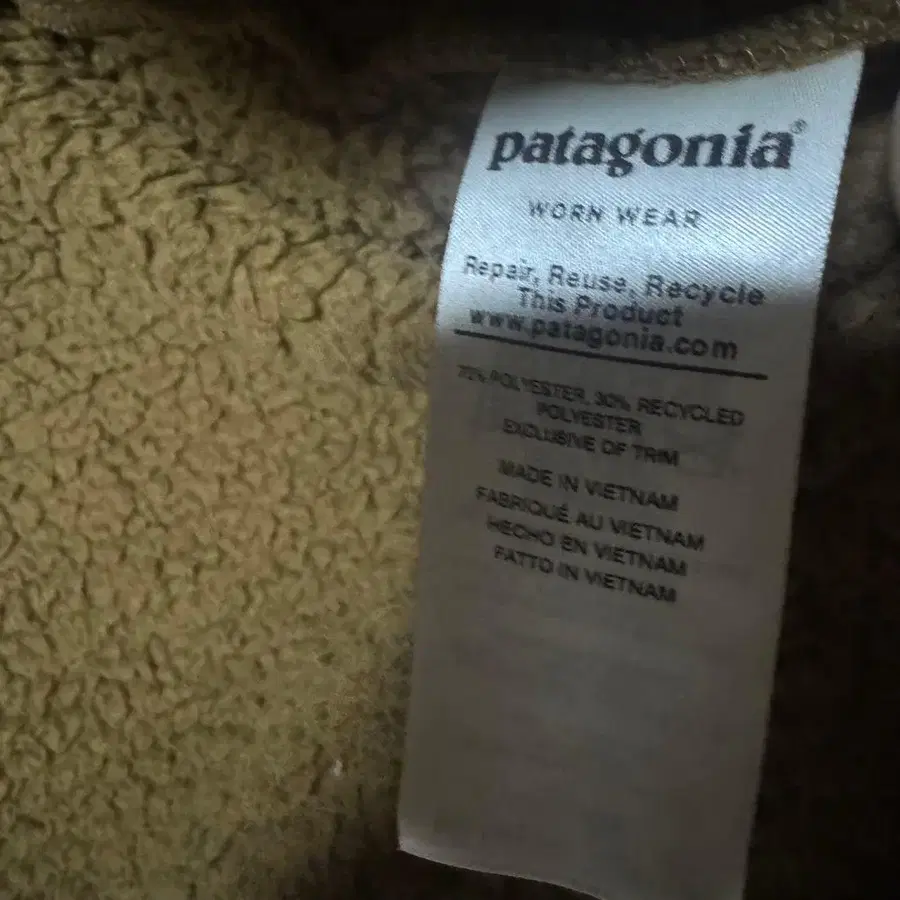 patagonia®
WORN WEAR
Repair, Reuse, Recycle
This Product
www.patagonia.com
70% POLYESTER, 30% RECYCLED
POLYESTER
EXCLUSIVE OF TRIM
MADE IN VIETNAM
FABRIQUÉ AU VIETNAM
HECHO EN VIETNAM
FATTO IN VIETNAM